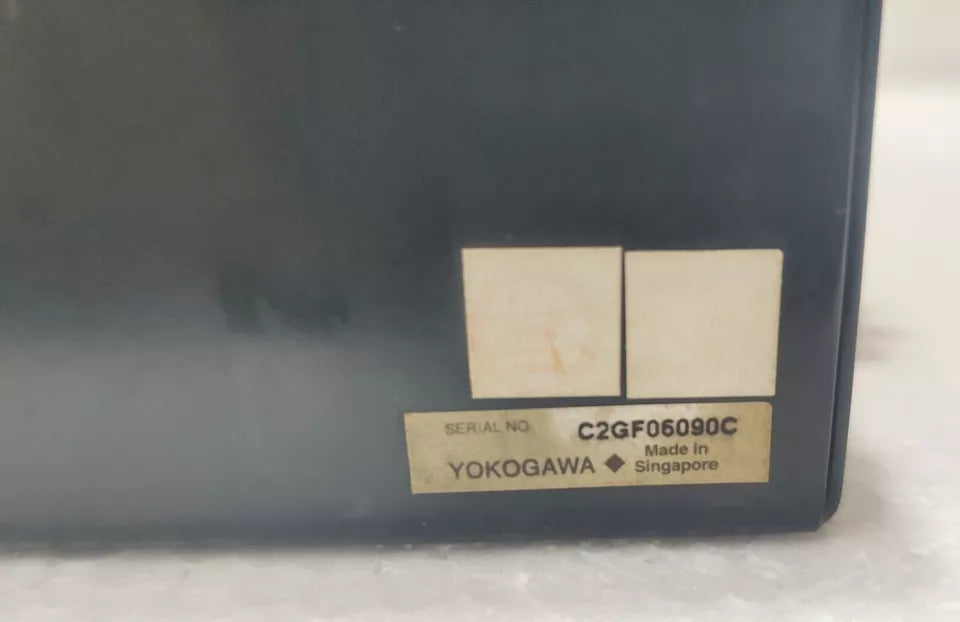 SERIAL NO. C2GF06090C
Made in
YOKOGAWA ◆ Singapore